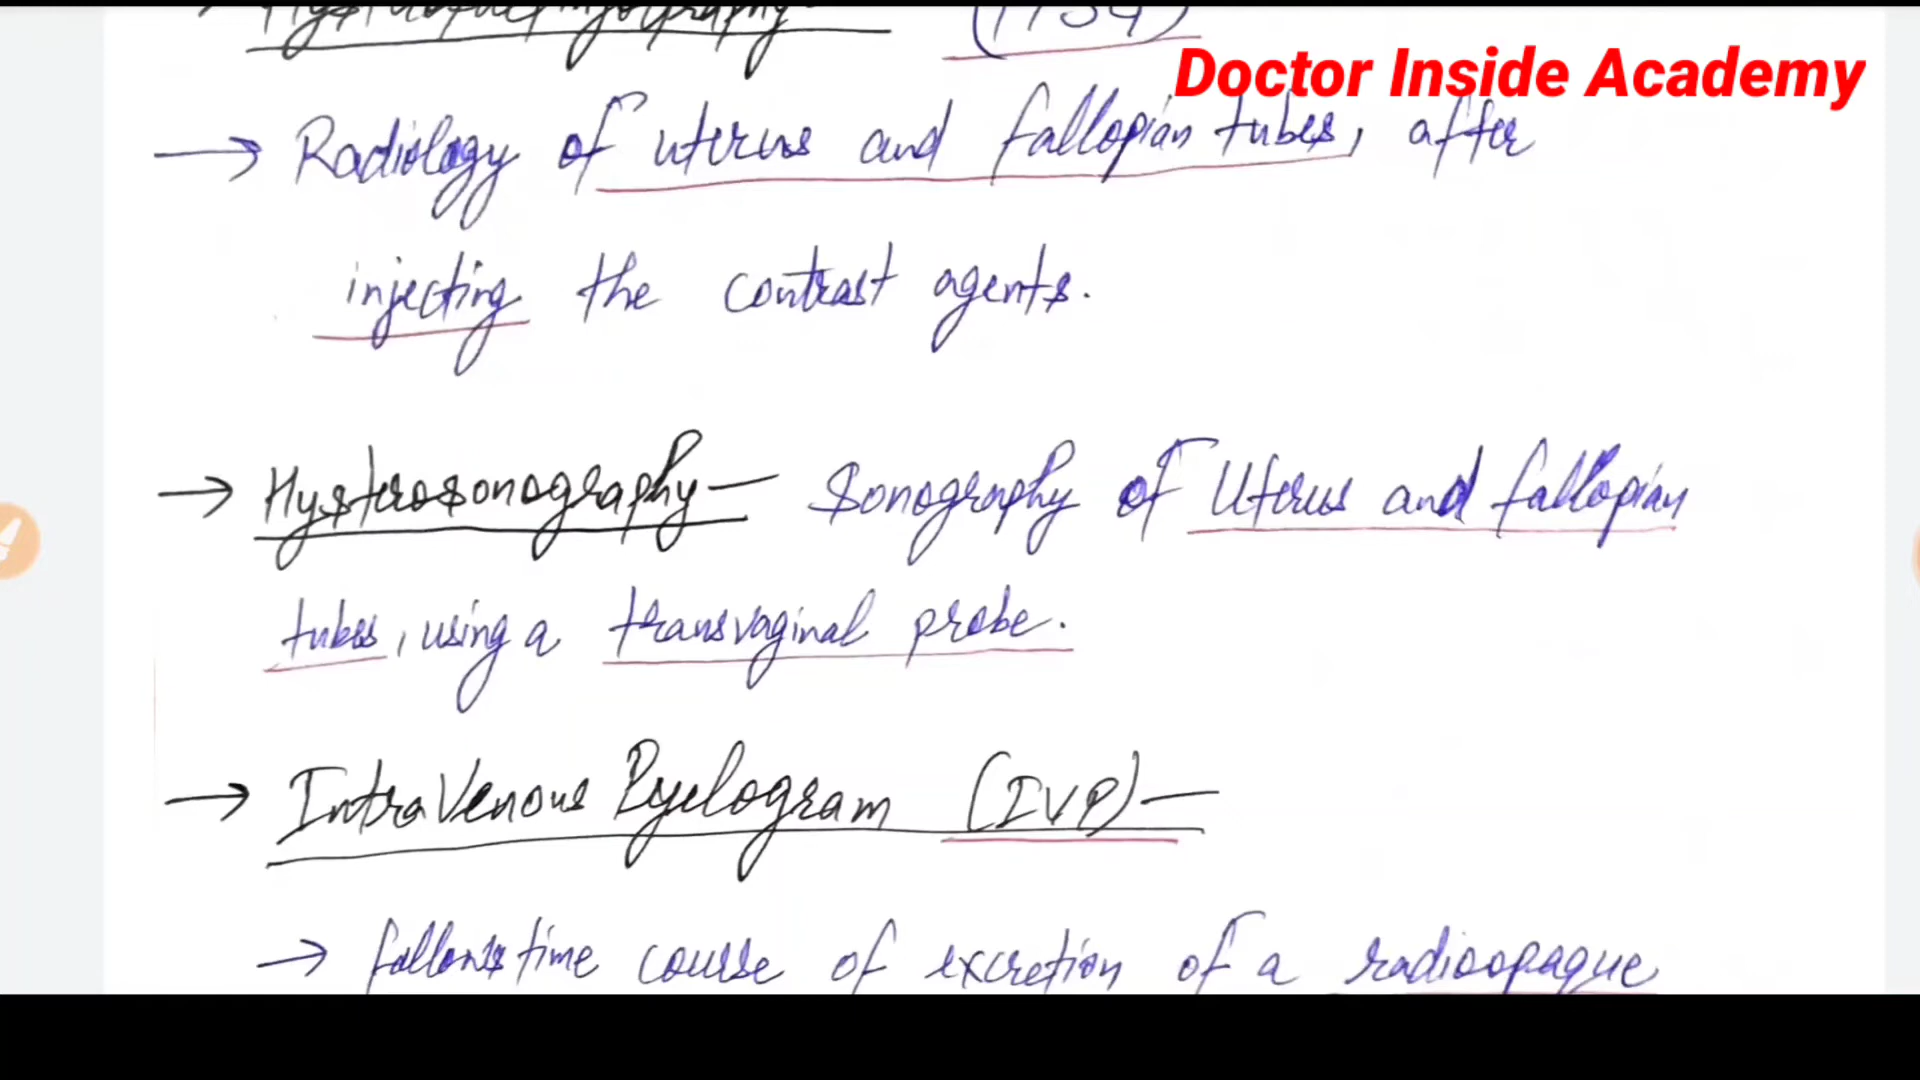 Doctor Inside Academy
→ Radiology of uterus and fallopian tubes, after
injecting the contrast agents.
→ Hysterosonography — Sonography of Uterus and fallopian
tubes, using a transvaginal probe.
→ IntraVenous Pyelogram (IVP) —
→ follows time course of excretion of a radioopaque